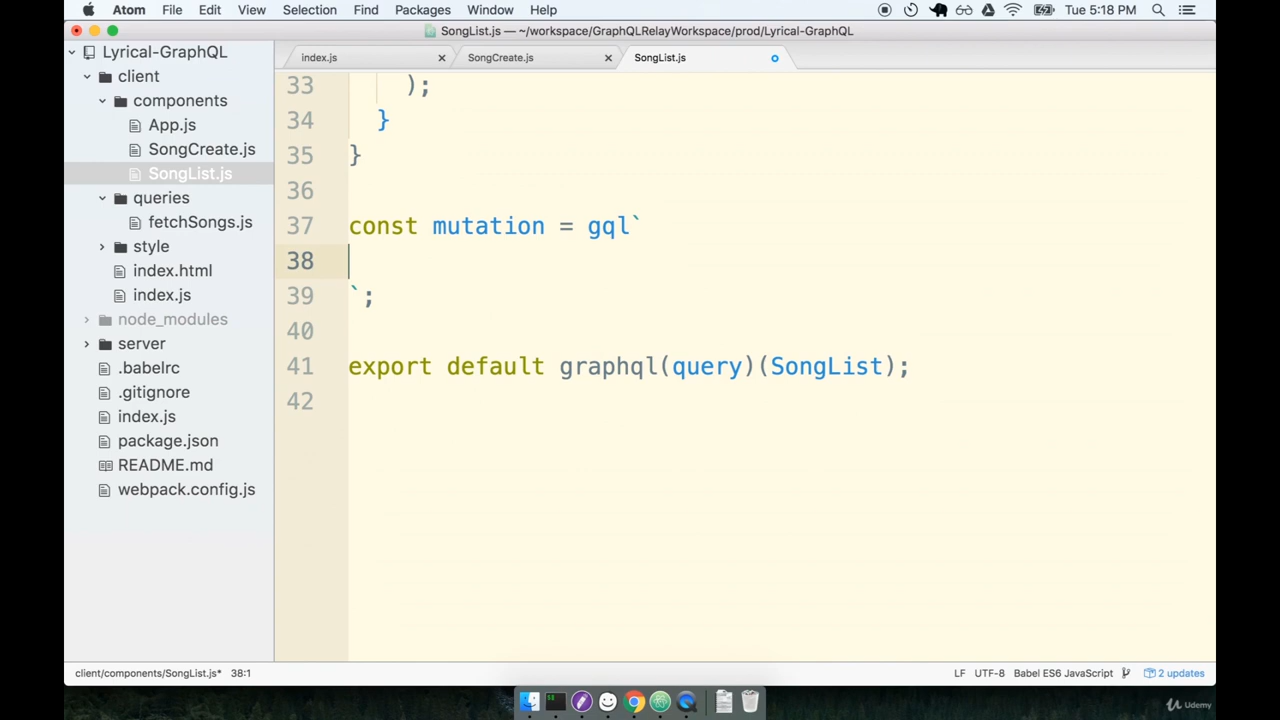 Atom File Edit View Selection Find Packages Window Help Tue 5:18 PM
SongList.js — ~/workspace/GraphQLRelayWorkspace/prod/Lyrical-GraphQL
Lyrical-GraphQL
client
components
App.js
SongCreate.js
SongList.js
queries
fetchSongs.js
style
index.html
index.js
node_modules
server
.babelrc
.gitignore
index.js
package.json
README.md
webpack.config.js
index.js SongCreate.js SongList.js
33 );
34 }
35 }
36
37 const mutation = gql`
38
39 `;
40
41 export default graphql(query)(SongList);
42
client/components/SongList.js* 38:1 LF UTF-8 Babel ES6 JavaScript 2 updates
Udemy